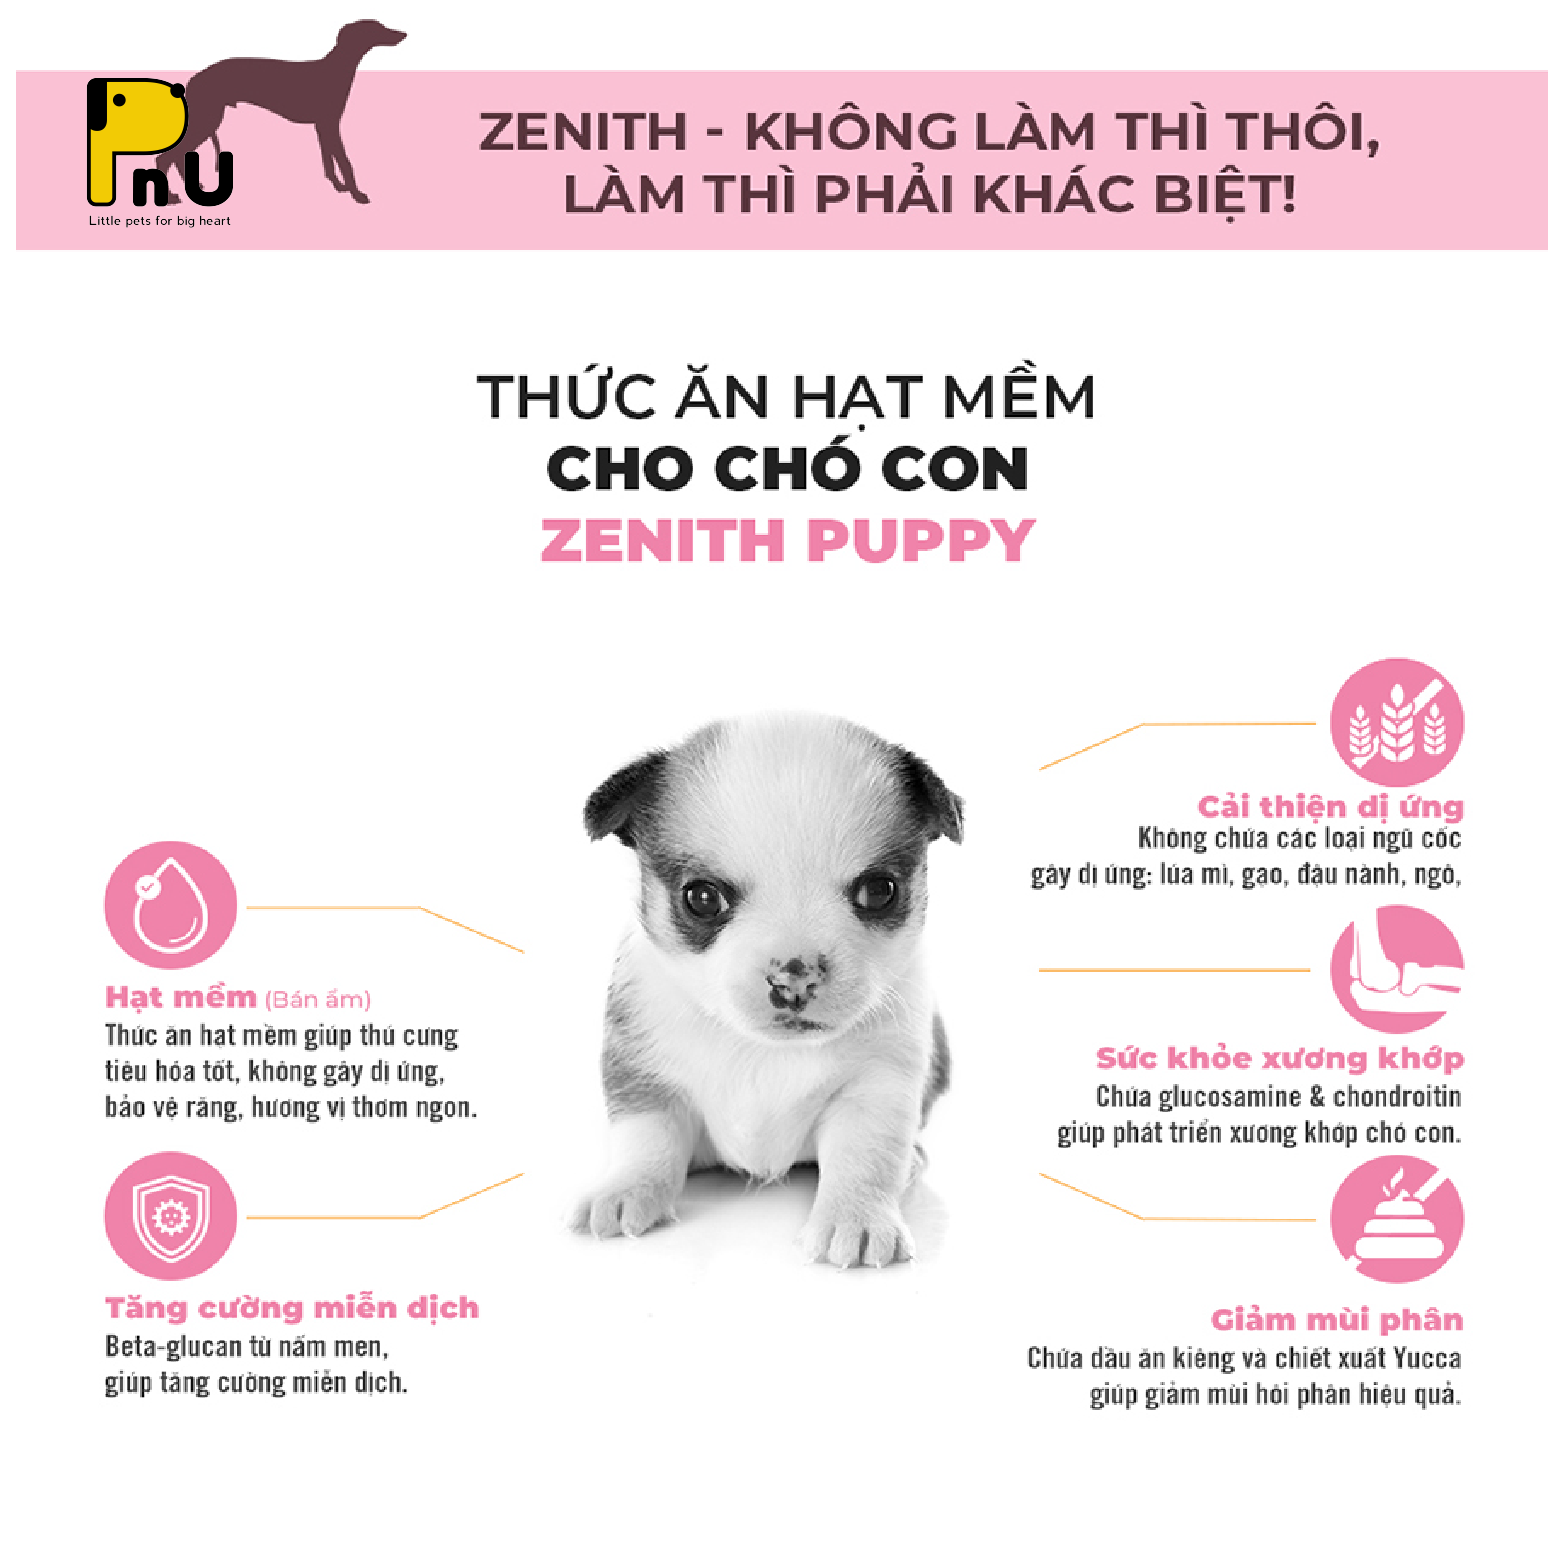 PnU
Little pets for big heart
ZENITH - KHÔNG LÀM THÌ THÔI,
LÀM THÌ PHẢI KHÁC BIỆT!
THỨC ĂN HẠT MỀM
CHO CHÓ CON
ZENITH PUPPY
Hạt mềm (Bán ẩm)
Thức ăn hạt mềm giúp thú cưng
tiêu hóa tốt, không gây dị ứng,
bảo vệ răng, hương vị thơm ngon.
Tăng cường miễn dịch
Beta-glucan từ nấm men,
giúp tăng cường miễn dịch.
Cải thiện dị ứng
Không chứa các loại ngũ cốc
gây dị ứng: lúa mì, gạo, đậu nành, ngô,
Sức khỏe xương khớp
Chứa glucosamine & chondroitin
giúp phát triển xương khớp chó con.
Giảm mùi phân
Chứa dầu ăn kiêng và chiết xuất Yucca
giúp giảm mùi hôi phân hiệu quả.